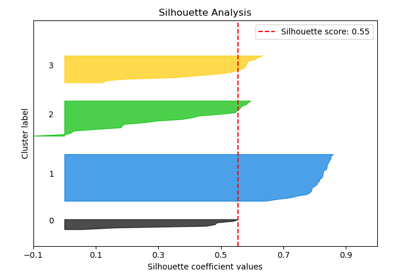 Silhouette Analysis
Silhouette score: 0.55
Cluster label
3
2
1
0
−0.1 0.1 0.3 0.5 0.7 0.9
Silhouette coefficient values